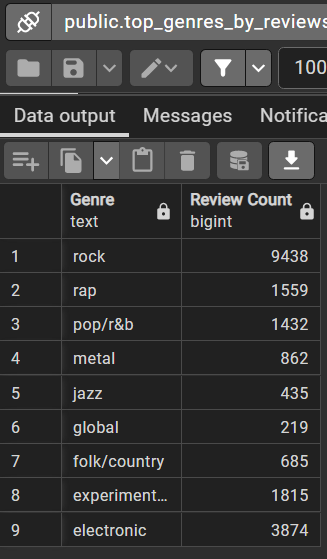 public.top_genres_by_reviews
100
Data output Messages Notifica
Genre Review Count
text bigint
1 rock 9438
2 rap 1559
3 pop/r&b 1432
4 metal 862
5 jazz 435
6 global 219
7 folk/country 685
8 experiment... 1815
9 electronic 3874